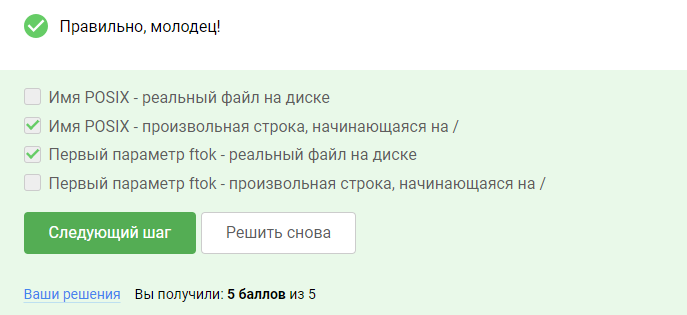 Правильно, молодец!
Имя POSIX - реальный файл на диске
Имя POSIX - произвольная строка, начинающаяся на /
Первый параметр ftok - реальный файл на диске
Первый параметр ftok - произвольная строка, начинающаяся на /
Следующий шаг Решить снова
Ваши решения Вы получили: 5 баллов из 5